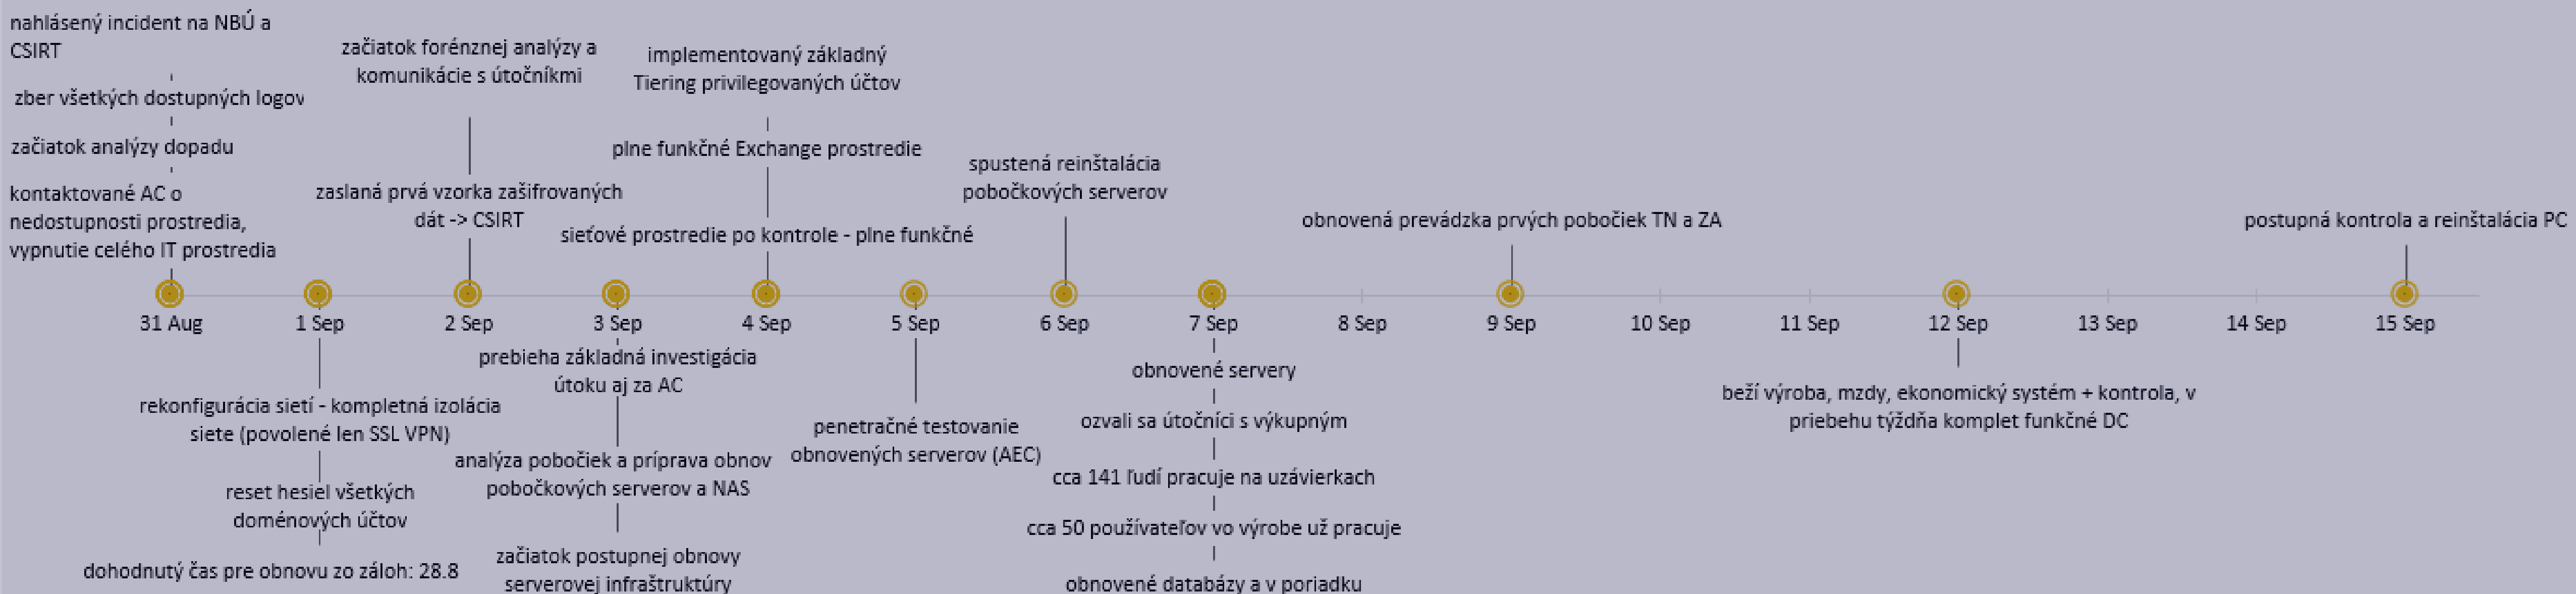 nahlásený incident na NBÚ a
CSIRT
zber všetkých dostupných logov
začiatok analýzy dopadu
kontaktované AC o
nedostupnosti prostredia,
vypnutie celého IT prostredia
začiatok forénznej analýzy a
komunikácie s útočníkmi
zaslaná prvá vzorka zašifrovaných
dát -> CSIRT
implementovaný základný
Tiering privilegovaných účtov
plne funkčné Exchange prostredie
sieťové prostredie po kontrole - plne funkčné
spustená reinštalácia
pobočkových serverov
obnovená prevádzka prvých pobočiek TN a ZA
postupná kontrola a reinštalácia PC
31 Aug
1 Sep
2 Sep
3 Sep
4 Sep
5 Sep
6 Sep
7 Sep
8 Sep
9 Sep
10 Sep
11 Sep
12 Sep
13 Sep
14 Sep
15 Sep
rekonfigurácia sietí - kompletná izolácia
siete (povolené len SSL VPN)
reset hesiel všetkých
doménových účtov
dohodnutý čas pre obnovu zo záloh: 28.8
prebieha základná investigácia
útoku aj za AC
analýza pobočiek a príprava obnov
pobočkových serverov a NAS
začiatok postupnej obnovy
serverovej infraštruktúry
penetračné testovanie
obnovených serverov (AEC)
obnovené servery
ozvali sa útočníci s výkupným
cca 141 ľudí pracuje na uzávierkach
cca 50 používateľov vo výrobe už pracuje
obnovené databázy a v poriadku
beží výroba, mzdy, ekonomický systém + kontrola, v
priebehu týždňa komplet funkčné DC